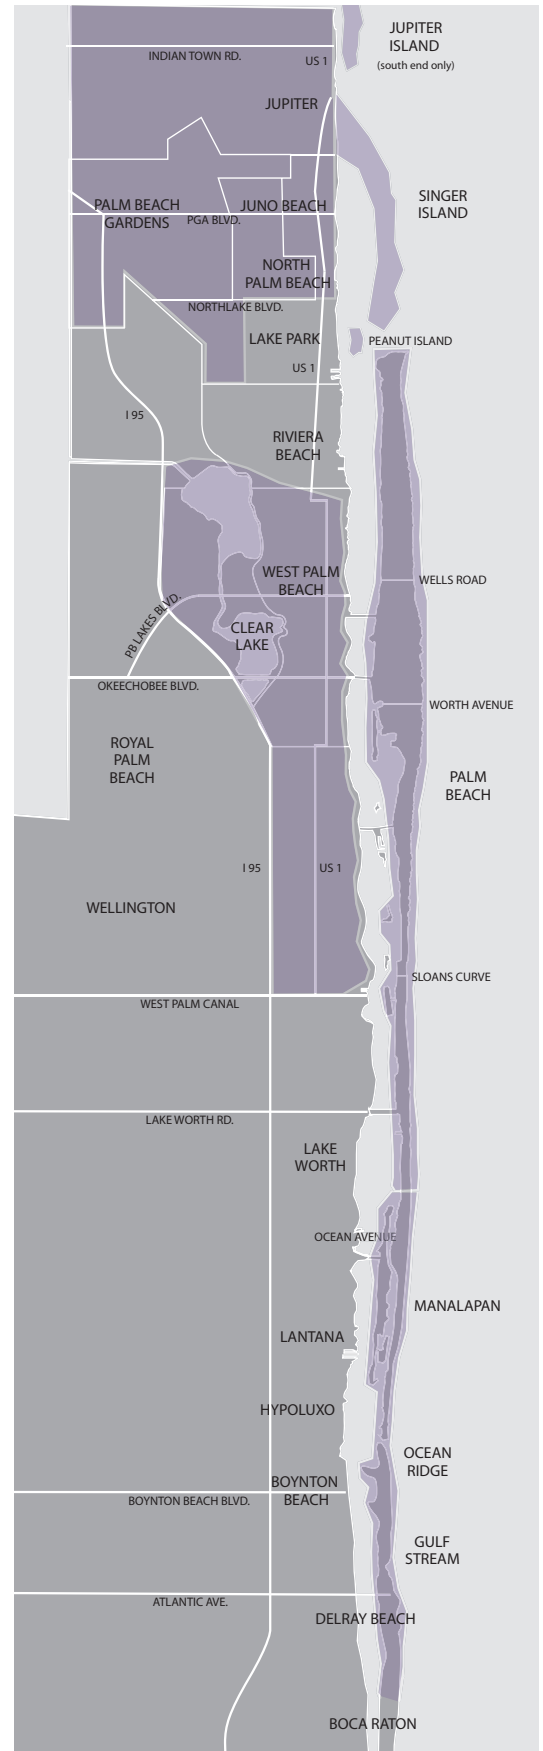 JUPITER
ISLAND
(south end only)
INDIAN TOWN RD.
US 1
JUPITER
SINGER
ISLAND
PALM BEACH
GARDENS
JUNO BEACH
PGA BLVD.
NORTH
PALM BEACH
NORTHLAKE BLVD.
LAKE PARK
PEANUT ISLAND
US 1
I 95
RIVIERA
BEACH
WEST PALM
BEACH
WELLS ROAD
PB LAKES BLVD.
CLEAR
LAKE
OKEECHOBEE BLVD.
WORTH AVENUE
ROYAL
PALM
BEACH
PALM
BEACH
I 95
US 1
WELLINGTON
SLOANS CURVE
WEST PALM CANAL
LAKE WORTH RD.
LAKE
WORTH
OCEAN AVENUE
MANALAPAN
LANTANA
HYPOLUXO
OCEAN
RIDGE
BOYNTON
BEACH
BOYNTON BEACH BLVD.
GULF
STREAM
ATLANTIC AVE.
DELRAY BEACH
BOCA RATON